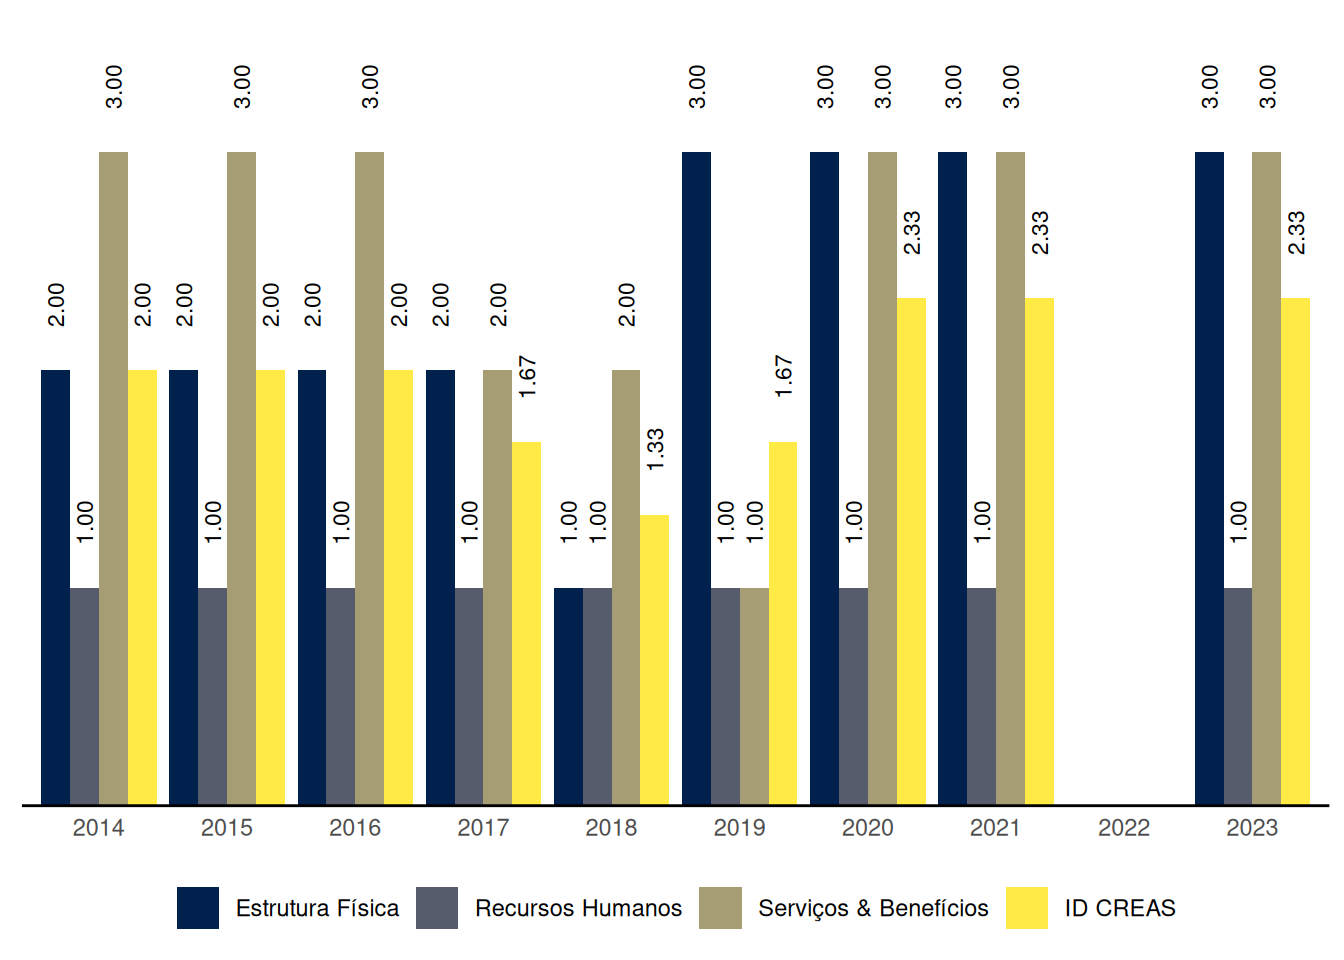 3.00 3.00 3.00 3.00 3.00 3.00 3.00 3.00 3.00 3.00
2.33 2.33 2.33
2.00 2.00 2.00 2.00 2.00 2.00 2.00 2.00 2.00
1.67 1.67
1.33
1.00 1.00 1.00 1.00 1.00 1.00 1.00 1.00 1.00 1.00 1.00
2014 2015 2016 2017 2018 2019 2020 2021 2022 2023
Estrutura Física Recursos Humanos Serviços & Benefícios ID CREAS